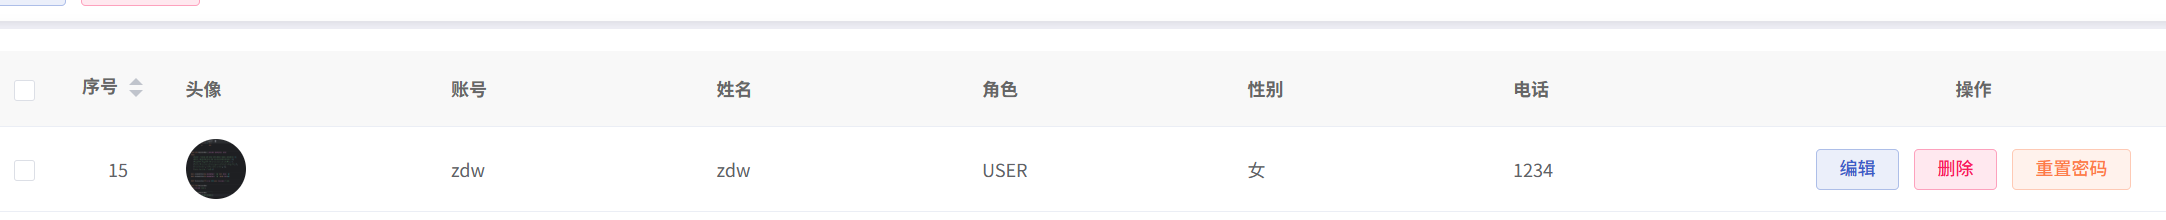 序号 头像 账号 姓名 角色 性别 电话 操作
15 zdw zdw USER 女 1234 编辑 删除 重置密码